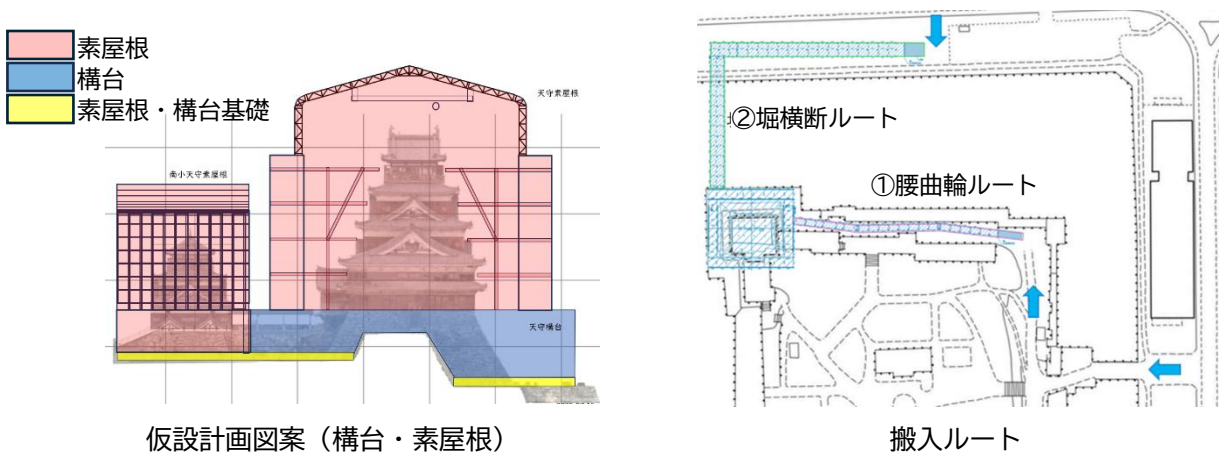 素屋根
構台
素屋根・構台基礎
天守素屋根
南小天守素屋根
天守構台
仮設計画図案（構台・素屋根）
②堀横断ルート
①腰曲輪ルート
搬入ルート